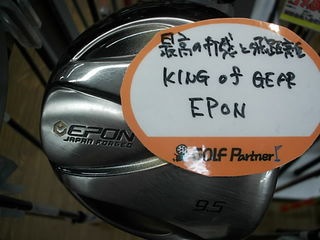 最高の打感と飛距離
KING of GEAR
EPON
GOLF Partner
EPON
JAPAN FORGED
9.5